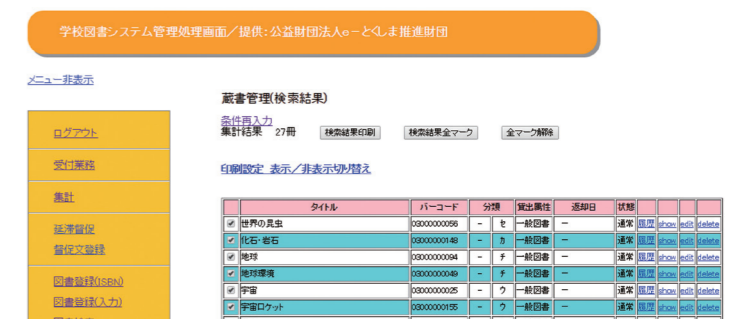 学校図書システム管理処理画面／提供:公益財団法人e－とくしま推進財団
メニュー非表示
蔵書管理(検索結果)
条件再入力
集計結果 27冊 検索結果印刷 検索結果全マーク 全マーク解除
印刷設定 表示／非表示切り替え
ログアウト
受付業務
集計
延滞督促
督促文登録
図書登録(ISBN)
図書登録(入力)
タイトル バーコード 分類 貸出属性 返却日 状態
世界の昆虫 03000000056 － セ 一般図書 － 通常 履歴 show edit delete
化石・岩石 03000000148 － カ 一般図書 － 通常 履歴 show edit delete
地球 03000000094 － チ 一般図書 － 通常 履歴 show edit delete
地球環境 03000000049 － チ 一般図書 － 通常 履歴 show edit delete
宇宙 03000000025 － ウ 一般図書 － 通常 履歴 show edit delete
宇宙ロケット 03000000155 － ウ 一般図書 － 通常 履歴 show edit delete